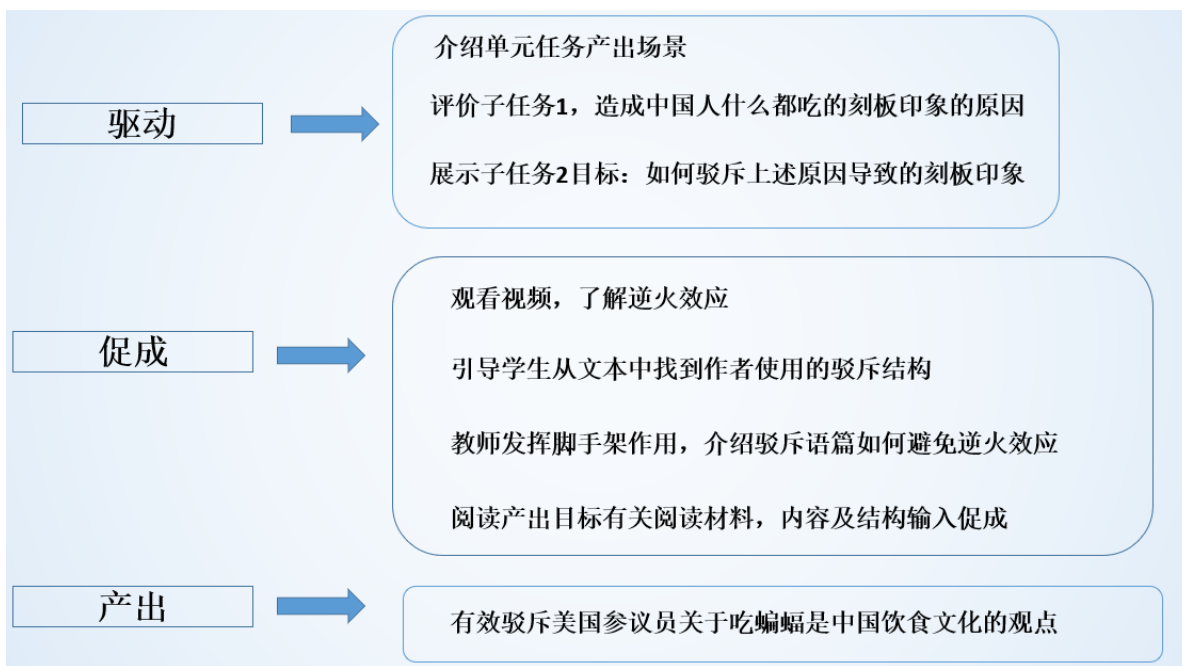 驱动
介绍单元任务产出场景
评价子任务1，造成中国人什么都吃的刻板印象的原因
展示子任务2目标：如何驳斥上述原因导致的刻板印象
促成
观看视频，了解逆火效应
引导学生从文本中找到作者使用的驳斥结构
教师发挥脚手架作用，介绍驳斥语篇如何避免逆火效应
阅读产出目标有关阅读材料，内容及结构输入促成
产出
有效驳斥美国参议员关于吃蝙蝠是中国饮食文化的观点